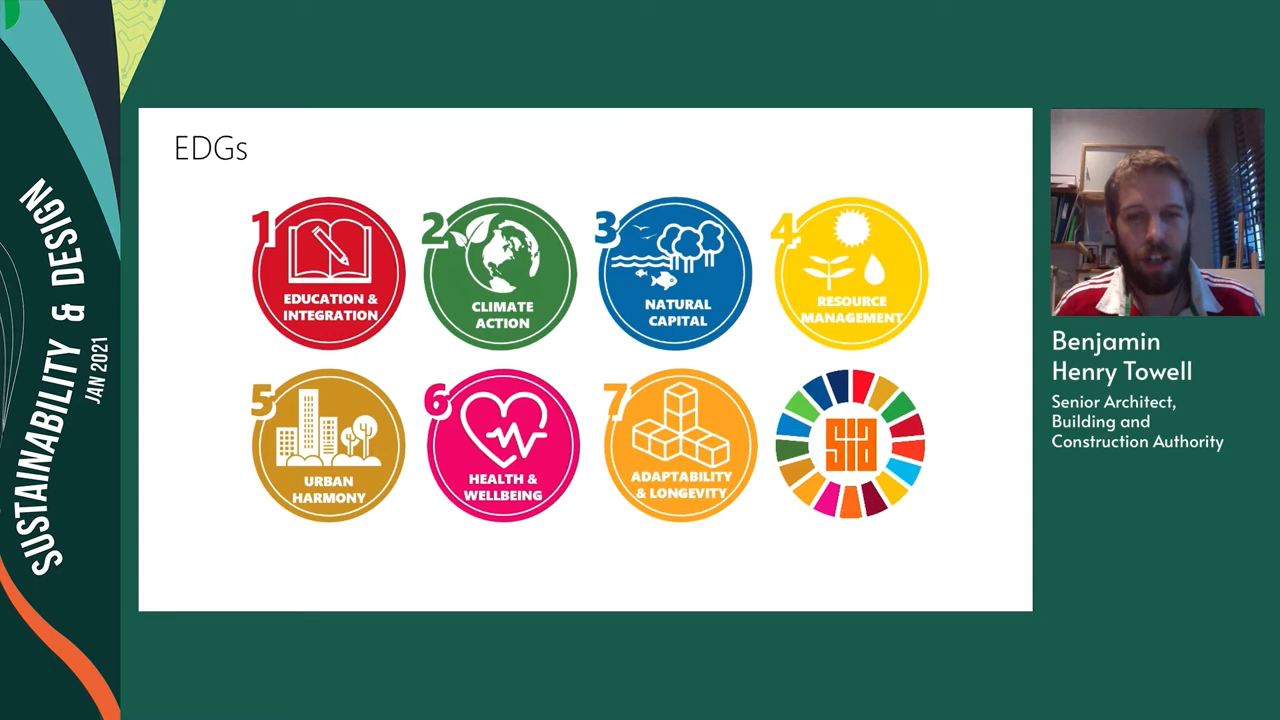 SUSTAINABILITY & DESIGN
JAN 2021
EDGs
1
EDUCATION &
INTEGRATION
2
CLIMATE
ACTION
3
NATURAL
CAPITAL
4
RESOURCE
MANAGEMENT
5
URBAN
HARMONY
6
HEALTH &
WELLBEING
7
ADAPTABILITY
& LONGEVITY
sia
Benjamin
Henry Towell
Senior Architect,
Building and
Construction Authority